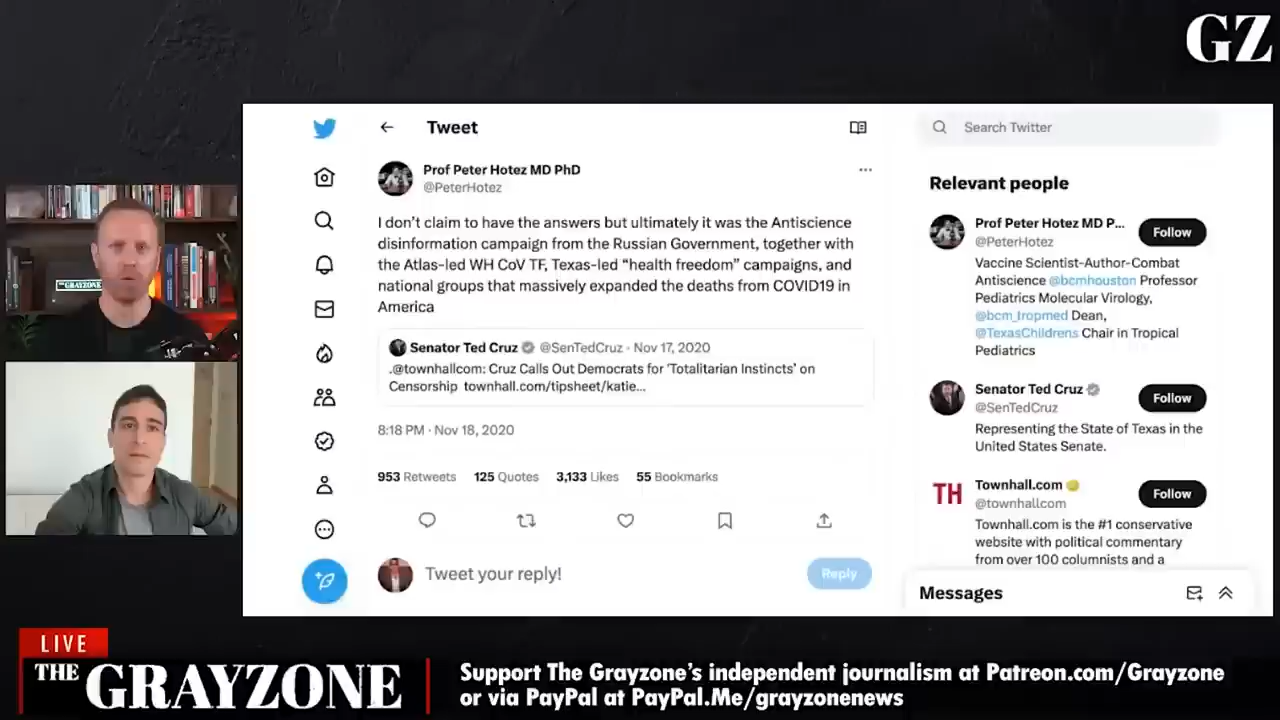 GZ
Tweet
Search Twitter
Prof Peter Hotez MD PhD
@PeterHotez
I don't claim to have the answers but ultimately it was the Antiscience
disinformation campaign from the Russian Government, together with
the Atlas-led WH CoV TF, Texas-led "health freedom" campaigns, and
national groups that massively expanded the deaths from COVID19 in
America
Senator Ted Cruz @SenTedCruz · Nov 17, 2020
.@townhallcom: Cruz Calls Out Democrats for 'Totalitarian Instincts' on
Censorship townhall.com/tipsheet/katie...
8:18 PM · Nov 18, 2020
953 Retweets 125 Quotes 3,133 Likes 55 Bookmarks
Tweet your reply!
Reply
Relevant people
Prof Peter Hotez MD P...
@PeterHotez
Follow
Vaccine Scientist-Author-Combat
Antiscience @bcmhouston Professor
Pediatrics Molecular Virology,
@bcm_tropmed Dean,
@TexasChildrens Chair in Tropical
Pediatrics
Senator Ted Cruz
@SenTedCruz
Follow
Representing the State of Texas in the
United States Senate.
TH
Townhall.com
@townhallcom
Follow
Townhall.com is the #1 conservative
website with political commentary
from over 100 columnists and a
Messages
GRAYZONE
LIVE
THE GRAYZONE
Support The Grayzone's independent journalism at Patreon.com/Grayzone
or via PayPal at PayPal.Me/grayzonenews